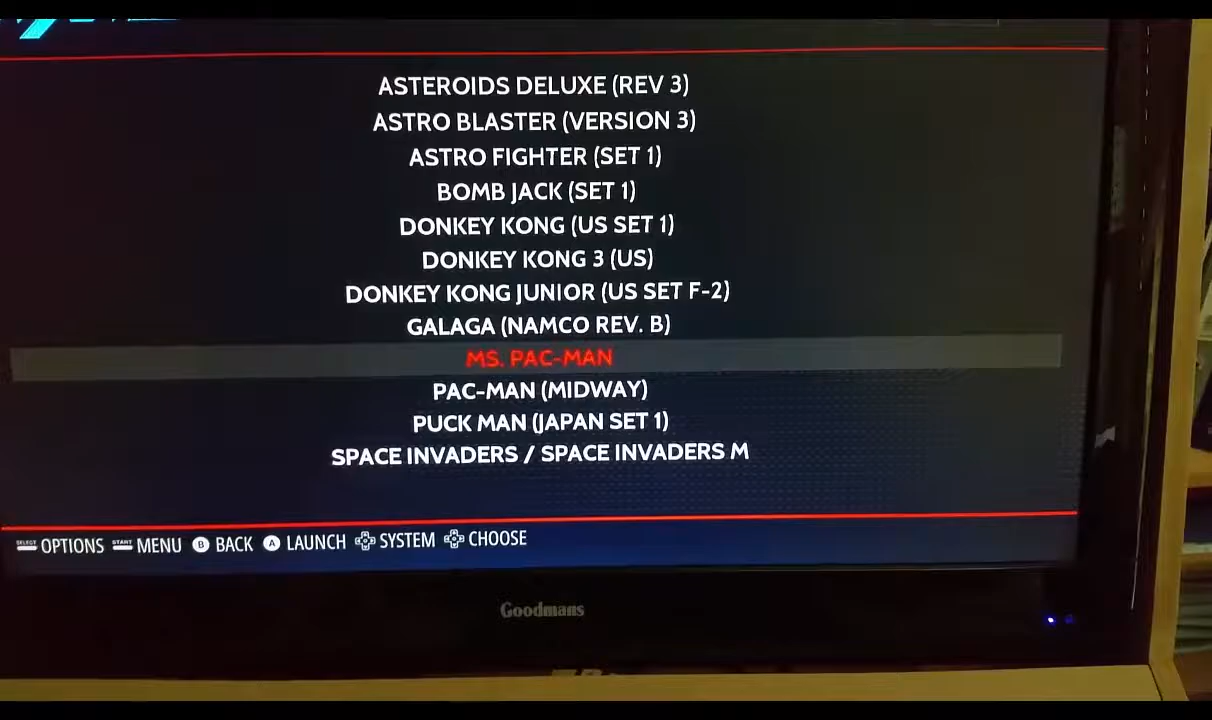 ASTEROIDS DELUXE (REV 3)
ASTRO BLASTER (VERSION 3)
ASTRO FIGHTER (SET 1)
BOMB JACK (SET 1)
DONKEY KONG (US SET 1)
DONKEY KONG 3 (US)
DONKEY KONG JUNIOR (US SET F-2)
GALAGA (NAMCO REV. B)
MS. PAC-MAN
PAC-MAN (MIDWAY)
PUCK MAN (JAPAN SET 1)
SPACE INVADERS / SPACE INVADERS M
SELECT OPTIONS START MENU B BACK A LAUNCH SYSTEM CHOOSE
Goodmans